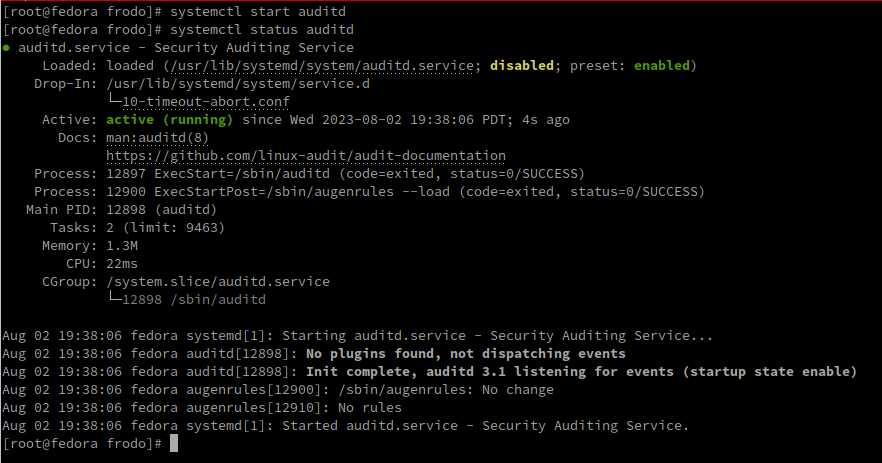 [root@fedora frodo]# systemctl start auditd
[root@fedora frodo]# systemctl status auditd
● auditd.service - Security Auditing Service
     Loaded: loaded (/usr/lib/systemd/system/auditd.service; disabled; preset: enabled)
    Drop-In: /usr/lib/systemd/system/service.d
             └─10-timeout-abort.conf
     Active: active (running) since Wed 2023-08-02 19:38:06 PDT; 4s ago
       Docs: man:auditd(8)
             https://github.com/linux-audit/audit-documentation
    Process: 12897 ExecStart=/sbin/auditd (code=exited, status=0/SUCCESS)
    Process: 12900 ExecStartPost=/sbin/augenrules --load (code=exited, status=0/SUCCESS)
   Main PID: 12898 (auditd)
      Tasks: 2 (limit: 9463)
     Memory: 1.3M
        CPU: 22ms
     CGroup: /system.slice/auditd.service
             └─12898 /sbin/auditd

Aug 02 19:38:06 fedora systemd[1]: Starting auditd.service - Security Auditing Service...
Aug 02 19:38:06 fedora auditd[12898]: No plugins found, not dispatching events
Aug 02 19:38:06 fedora auditd[12898]: Init complete, auditd 3.1 listening for events (startup state enable)
Aug 02 19:38:06 fedora augenrules[12900]: /sbin/augenrules: No change
Aug 02 19:38:06 fedora augenrules[12910]: No rules
Aug 02 19:38:06 fedora systemd[1]: Started auditd.service - Security Auditing Service.
[root@fedora frodo]#